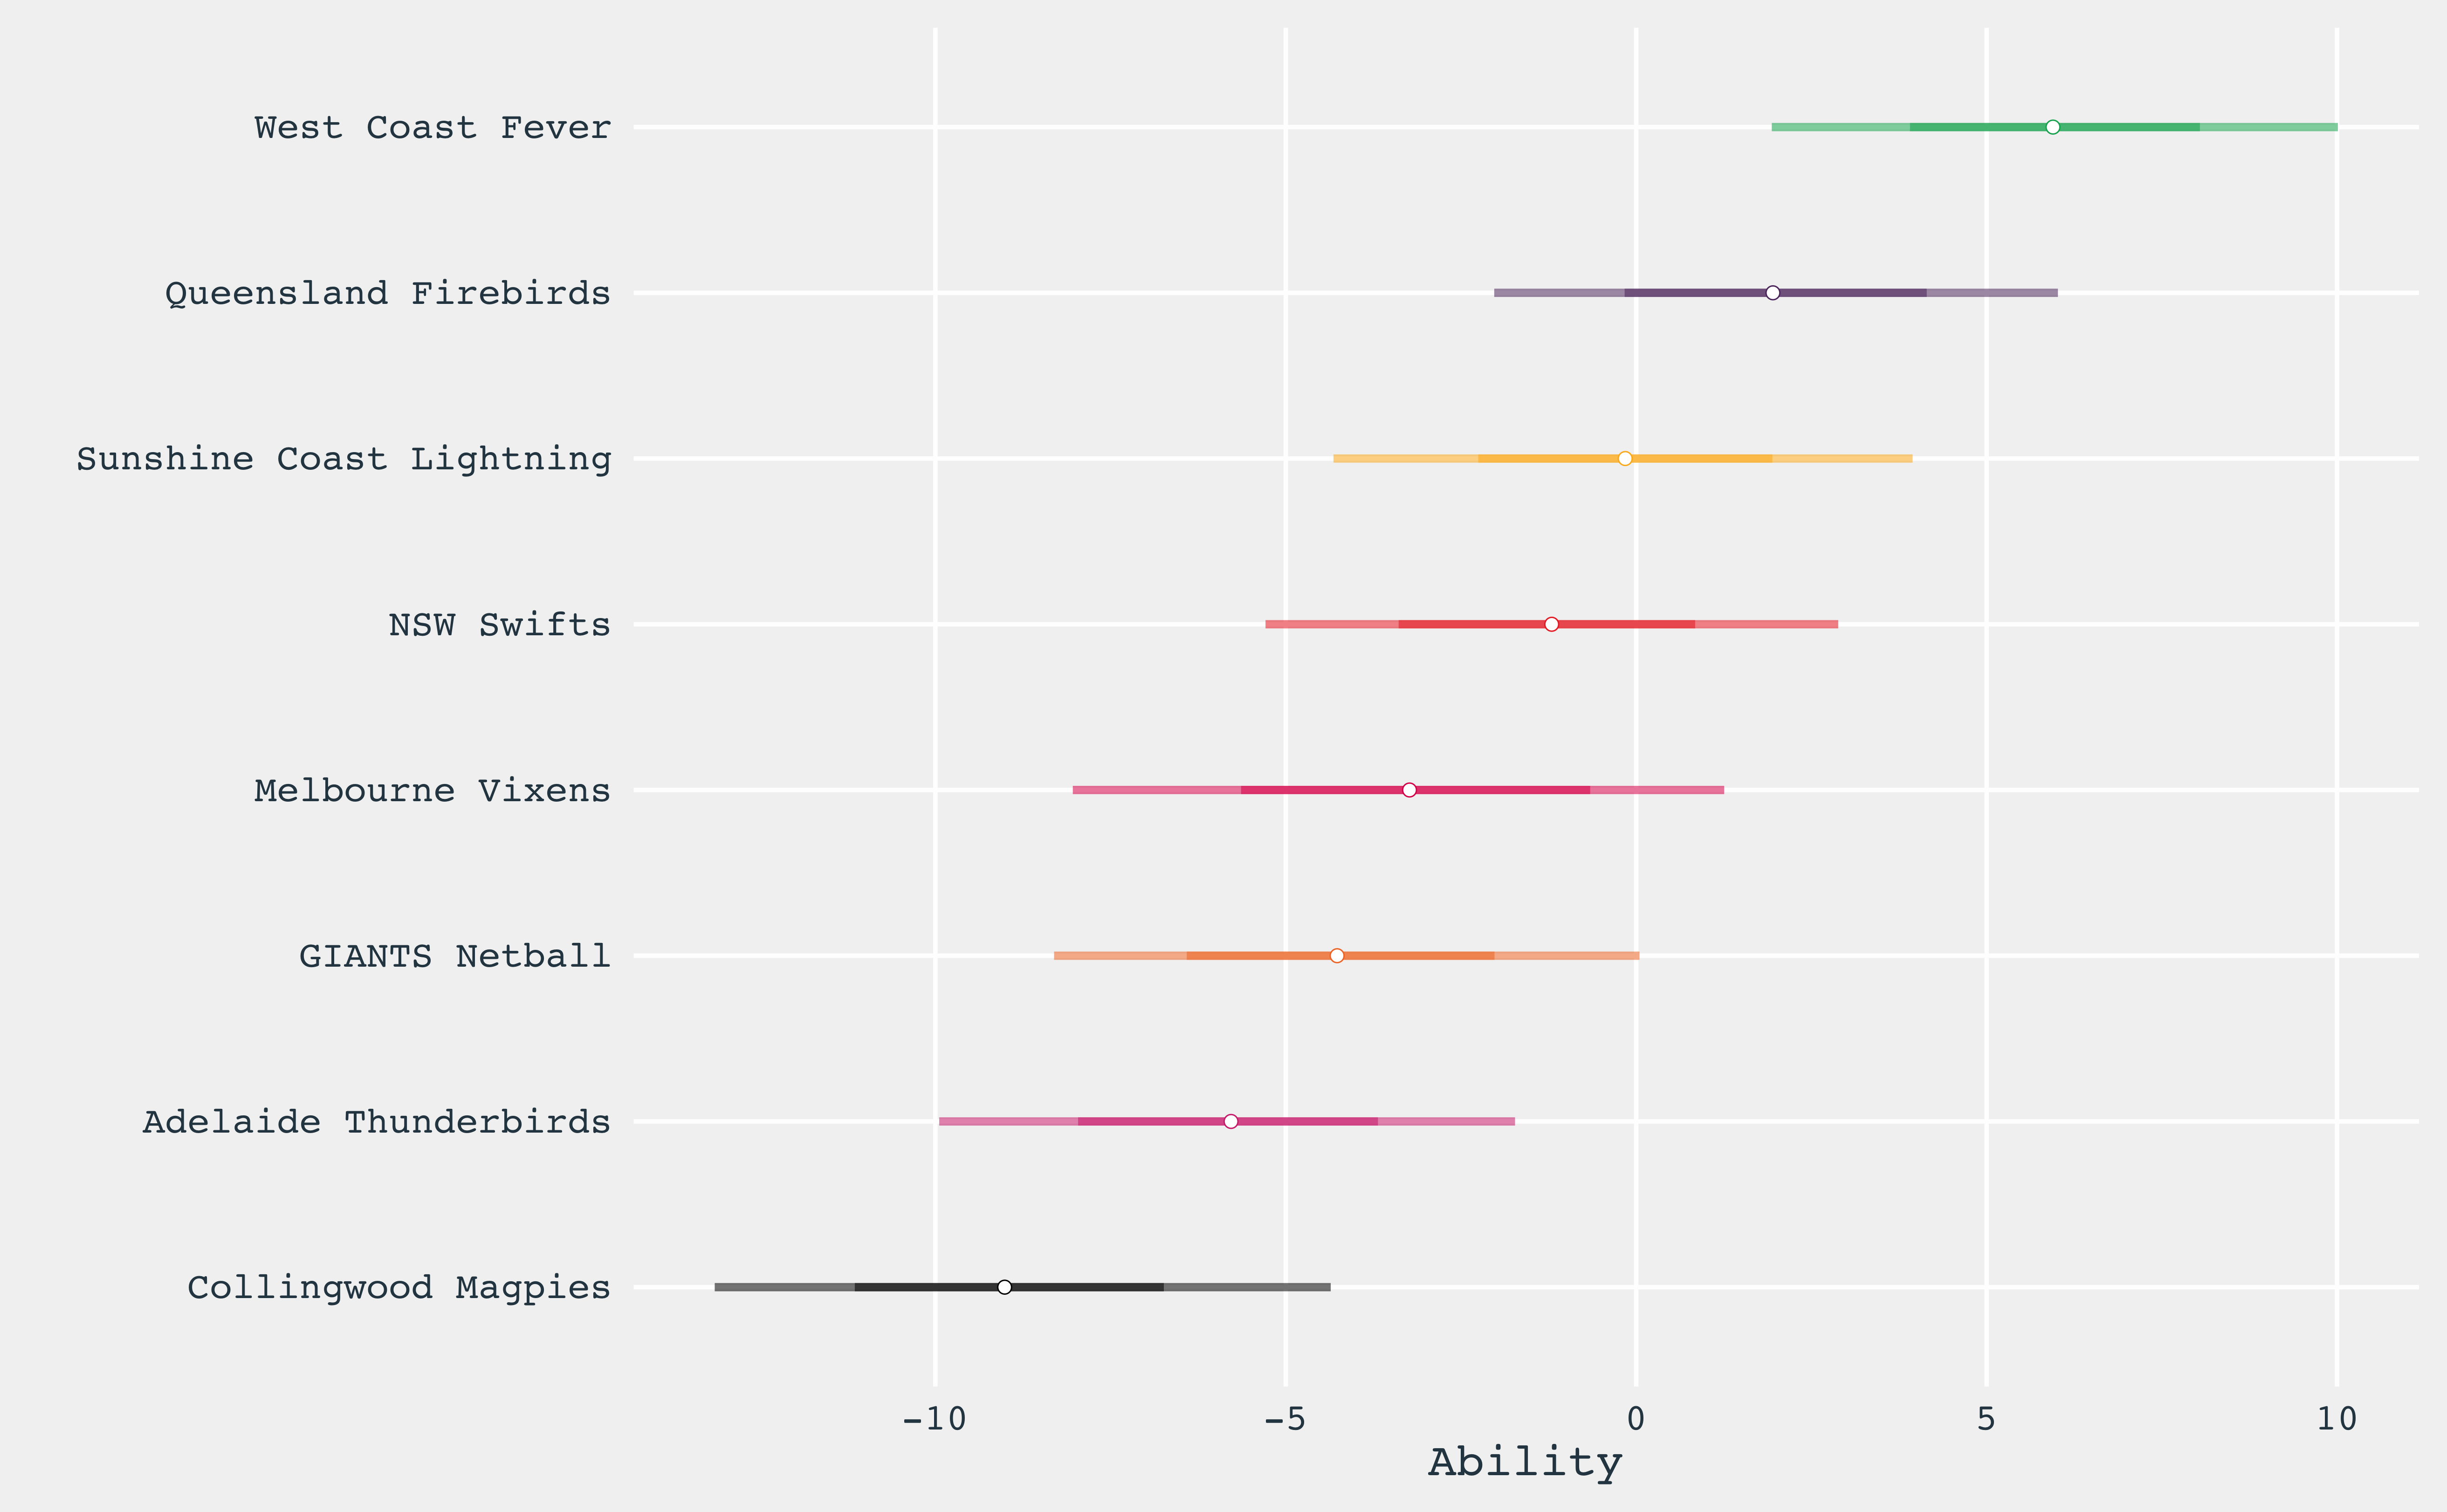 West Coast Fever
Queensland Firebirds
Sunshine Coast Lightning
NSW Swifts
Melbourne Vixens
GIANTS Netball
Adelaide Thunderbirds
Collingwood Magpies
-10 -5 0 5 10
Ability